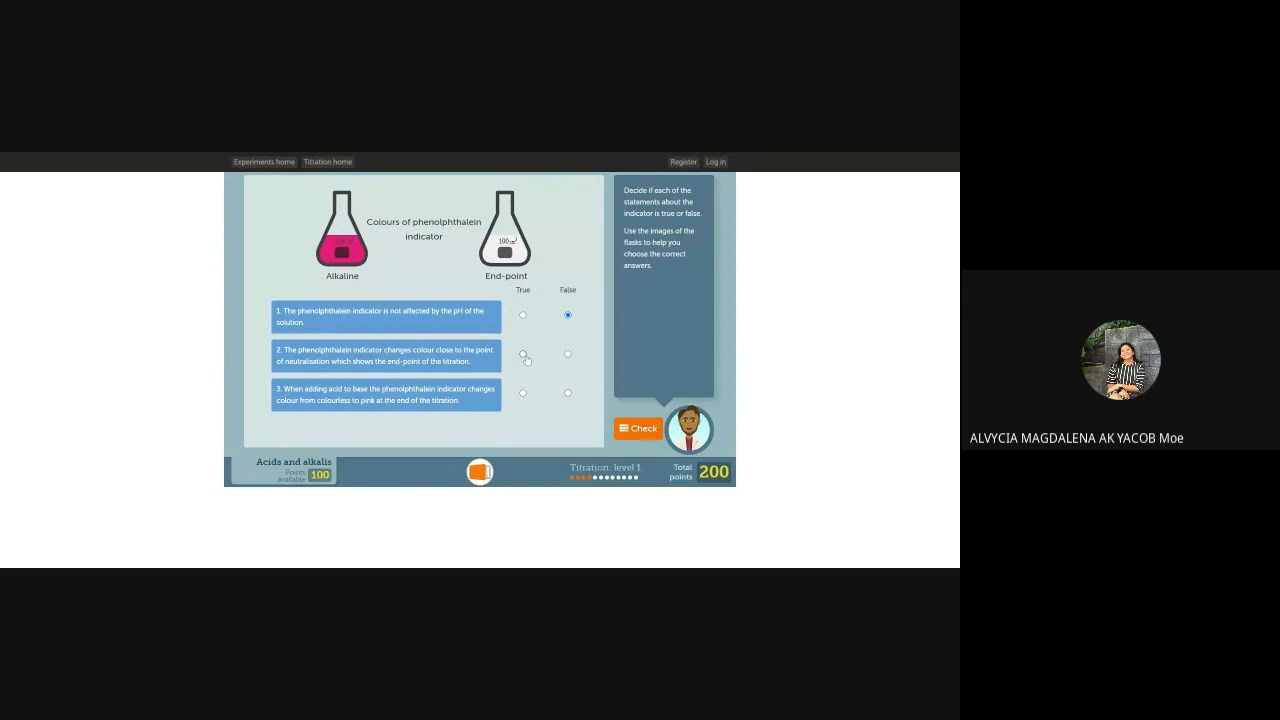 Experiments home
Titration home
Register
Log in
Colours of phenolphthalein
indicator
100 cm³
Alkaline
End-point
True
False
1. The phenolphthalein indicator is not affected by the pH of the
solution.
2. The phenolphthalein indicator changes colour close to the point
of neutralisation which shows the end-point of the titration.
3. When adding acid to base the phenolphthalein indicator changes
colour from colourless to pink at the end of the titration.
Decide if each of the
statements about the
indicator is true or false.
Use the images of the
flasks to help you
choose the correct
answers.
Check
Acids and alkalis
Points
available
100
Titration, level 1
Total
points
200
ALVYCIA MAGDALENA AK YACOB Moe